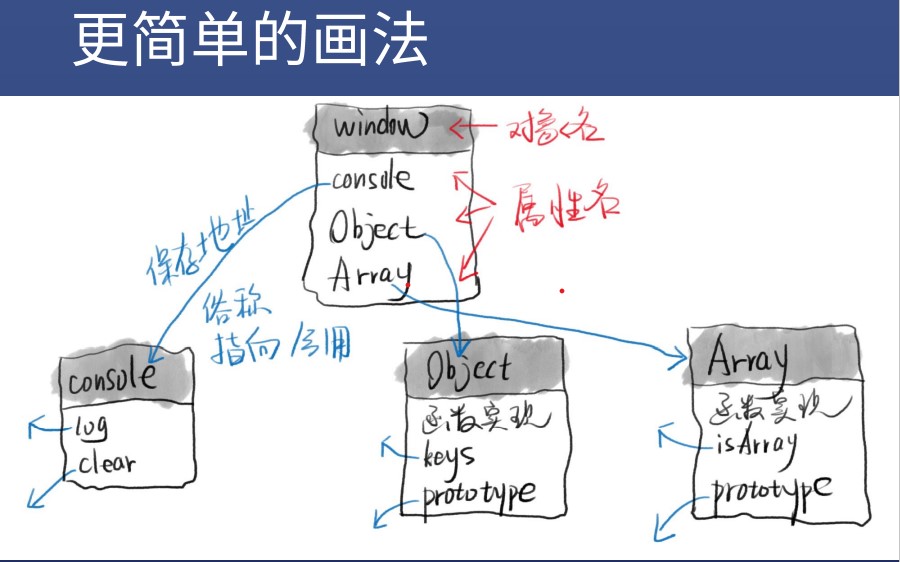 更简单的画法
window
对象名
console
Object
Array
属性名
保存地址
俗称
指向/引用
console
log
clear
Object
函数实现
keys
prototype
Array
函数实现
isArray
prototype